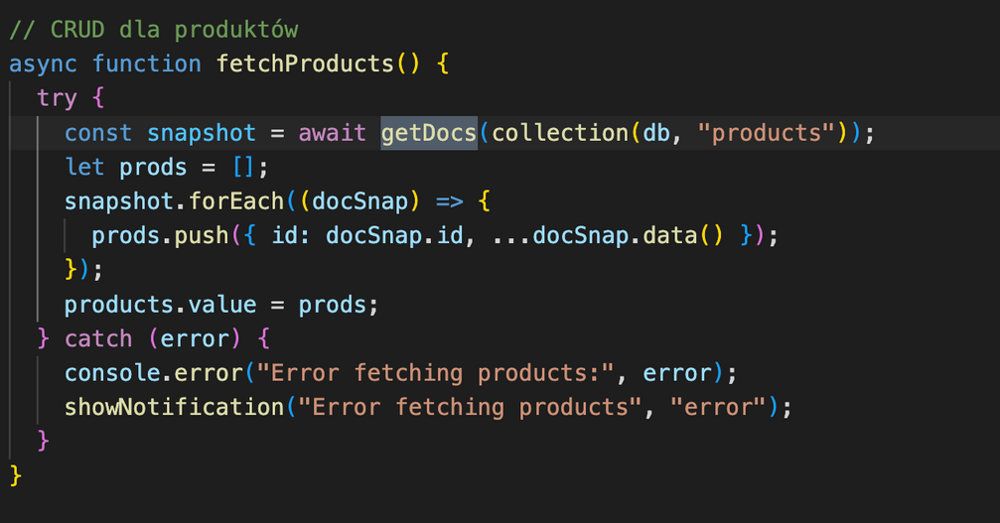 // CRUD dla produktów
async function fetchProducts() {
try {
const snapshot = await getDocs(collection(db, "products"));
let prods = [];
snapshot.forEach((docSnap) => {
prods.push({ id: docSnap.id, ...docSnap.data() });
});
products.value = prods;
} catch (error) {
console.error("Error fetching products:", error);
showNotification("Error fetching products", "error");
}
}